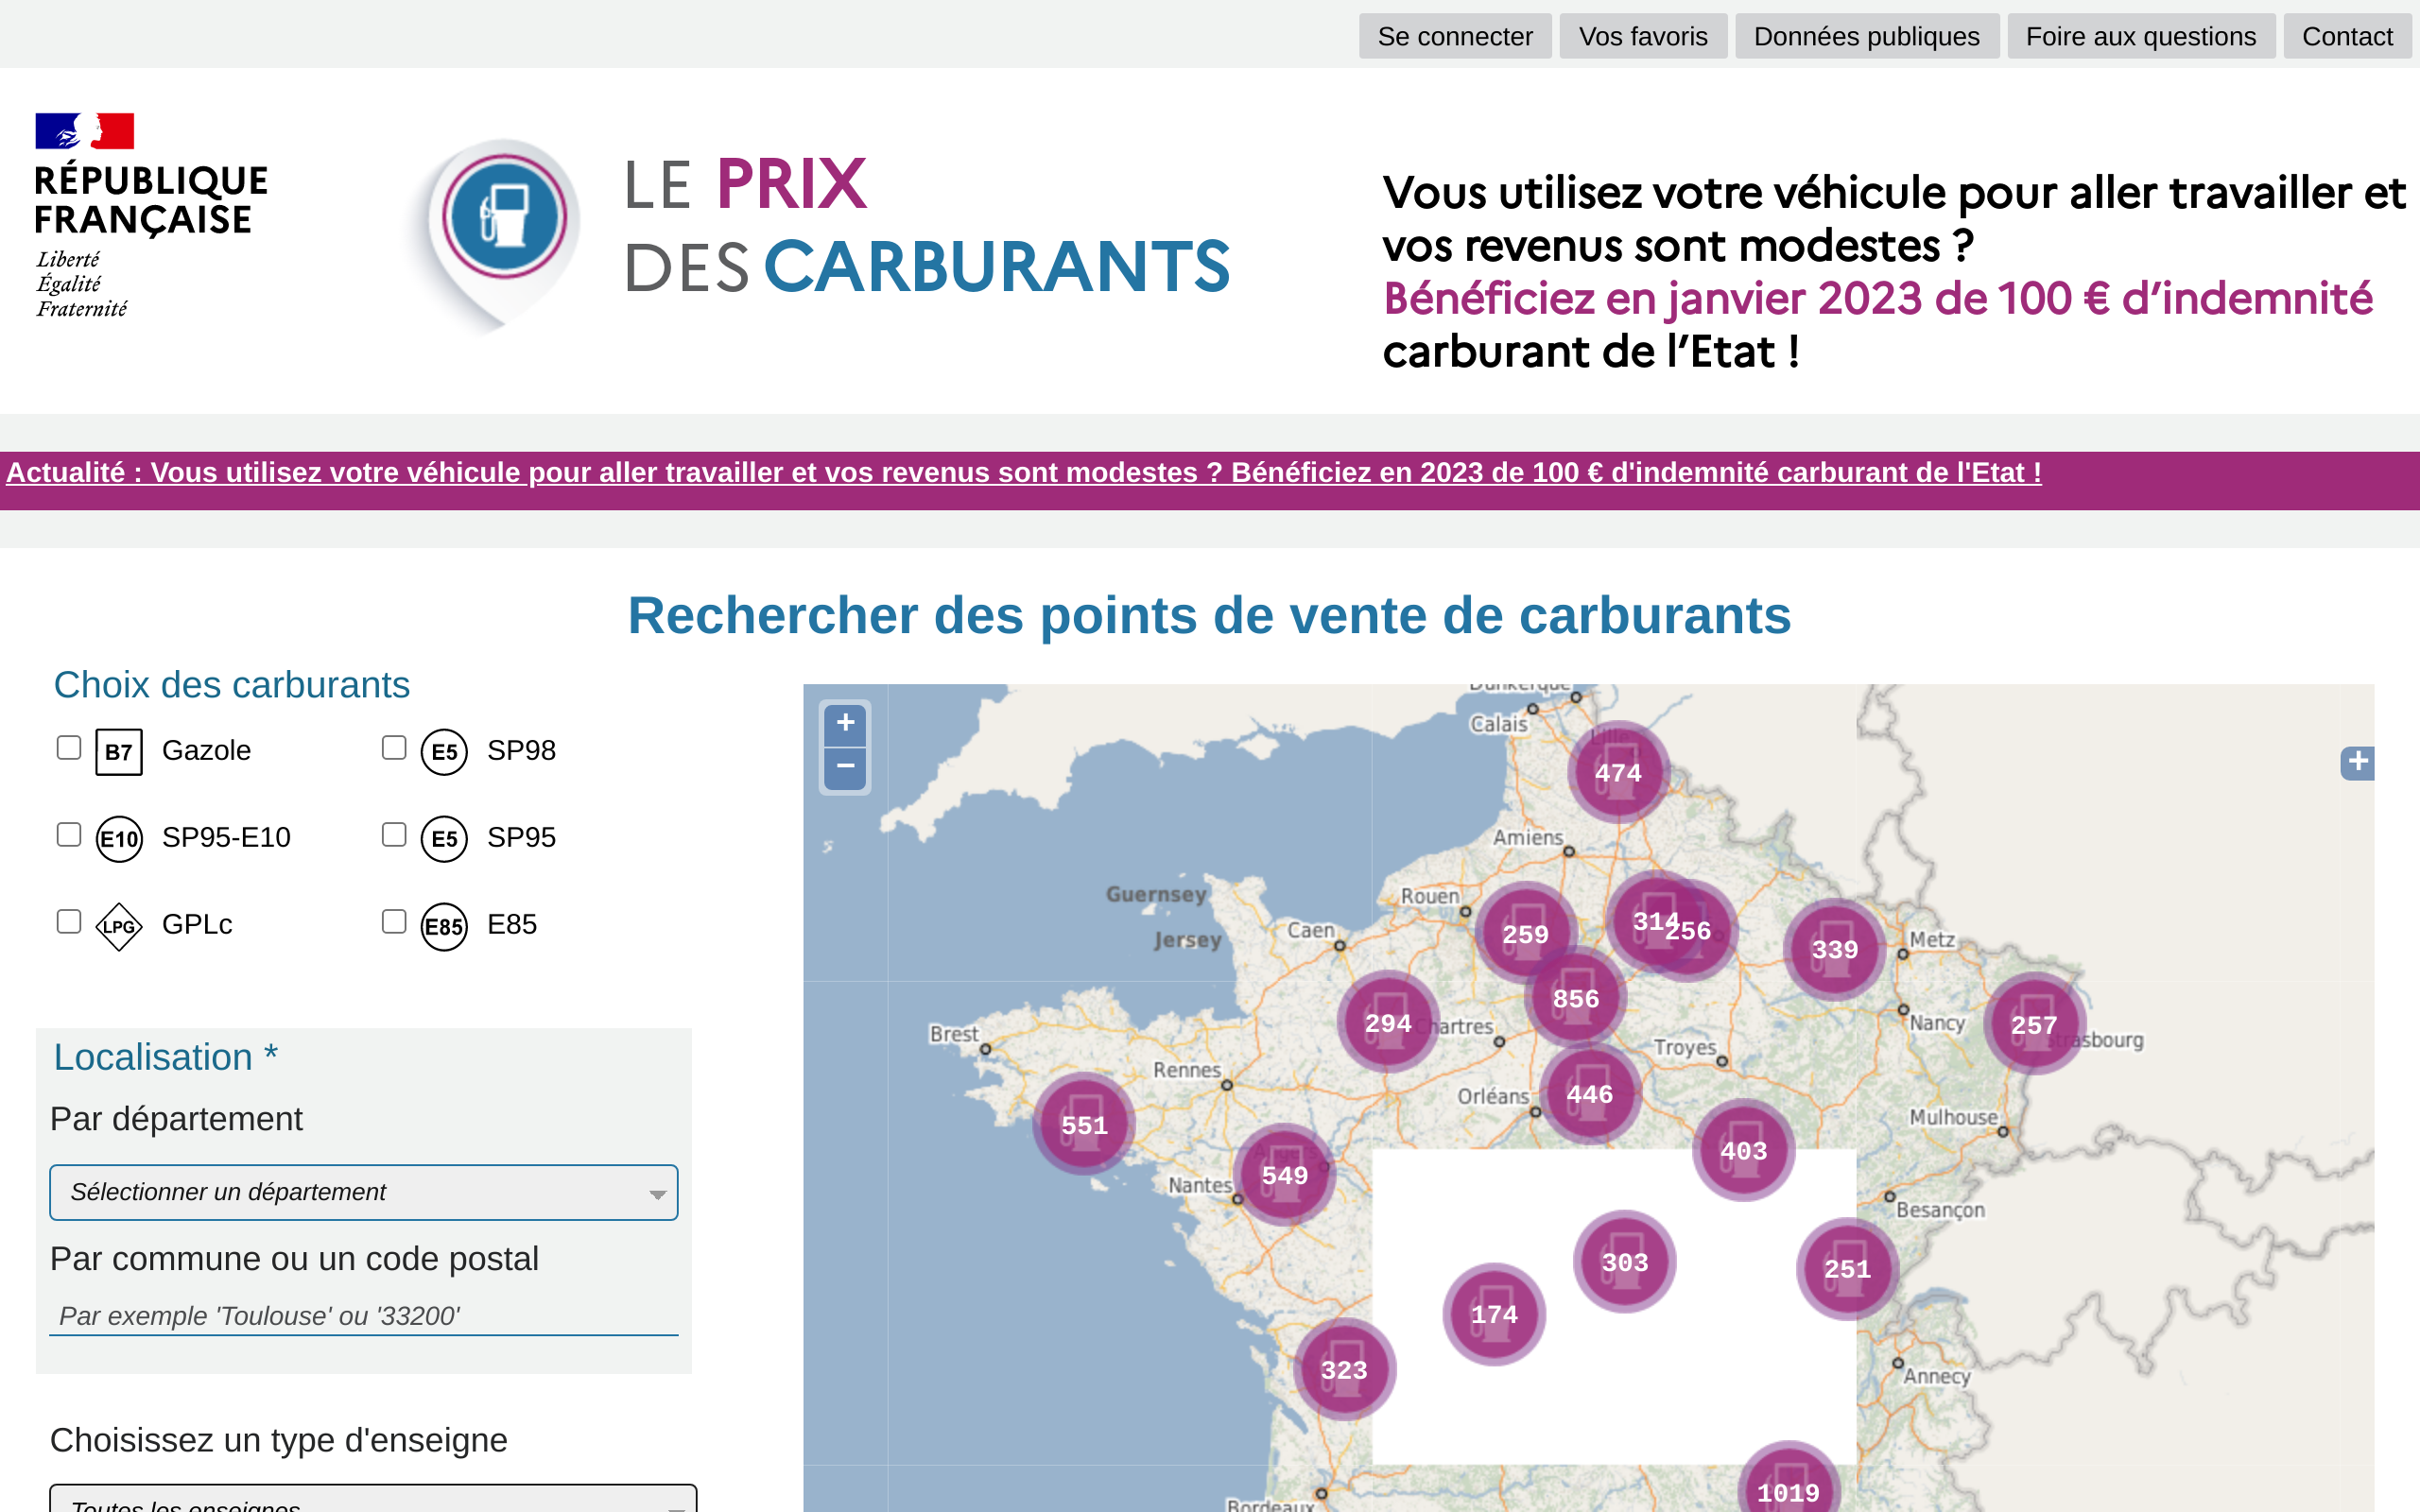 Se connecter
Vos favoris
Données publiques
Foire aux questions
Contact
RÉPUBLIQUE
FRANÇAISE
Liberté
Égalité
Fraternité
LE PRIX
DES CARBURANTS
Vous utilisez votre véhicule pour aller travailler et
vos revenus sont modestes ?
Bénéficiez en janvier 2023 de 100 € d’indemnité
carburant de l’Etat !
Actualité : Vous utilisez votre véhicule pour aller travailler et vos revenus sont modestes ? Bénéficiez en 2023 de 100 € d'indemnité carburant de l'Etat !
Rechercher des points de vente de carburants
Choix des carburants
B7 Gazole
E5 SP98
E10 SP95-E10
E5 SP95
LPG GPLc
E85 E85
Localisation *
Par département
Sélectionner un département
Par commune ou un code postal
Par exemple 'Toulouse' ou '33200'
Choisissez un type d'enseigne
Toutes les enseignes
+
−
+
Dunkerque
Calais
Lille
474
Amiens
Guernsey
Rouen
259
314
256
339
Metz
Jersey
Caen
856
294
Chartres
Nancy
257
Strasbourg
Brest
Troyes
Rennes
Orléans
446
551
Mulhouse
403
Angers
549
Nantes
Besançon
303
251
174
323
Annecy
1019
Bordeaux